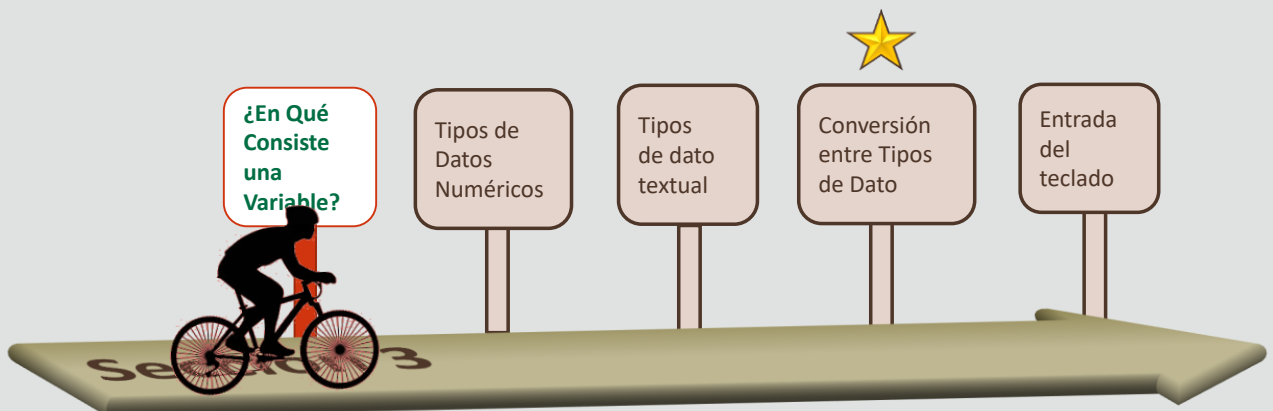 ¿En Qué
Consiste
una
Variable?
Tipos de
Datos
Numéricos
Tipos
de dato
textual
Conversión
entre Tipos
de Dato
Entrada
del
teclado
3